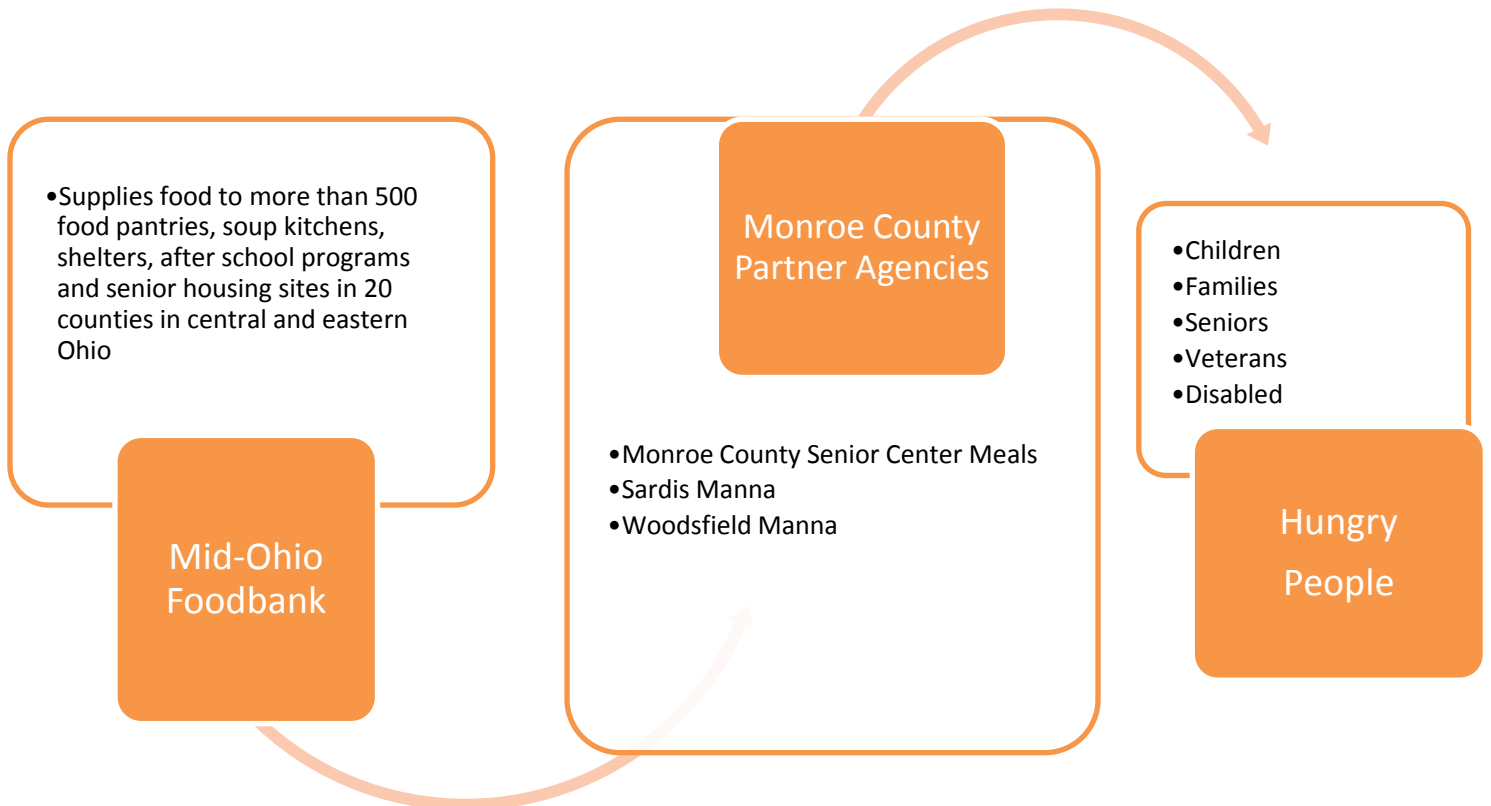 •Supplies food to more than 500
food pantries, soup kitchens,
shelters, after school programs
and senior housing sites in 20
counties in central and eastern
Ohio
Mid-Ohio
Foodbank
Monroe County
Partner Agencies
•Monroe County Senior Center Meals
•Sardis Manna
•Woodsfield Manna
•Children
•Families
•Seniors
•Veterans
•Disabled
Hungry
People